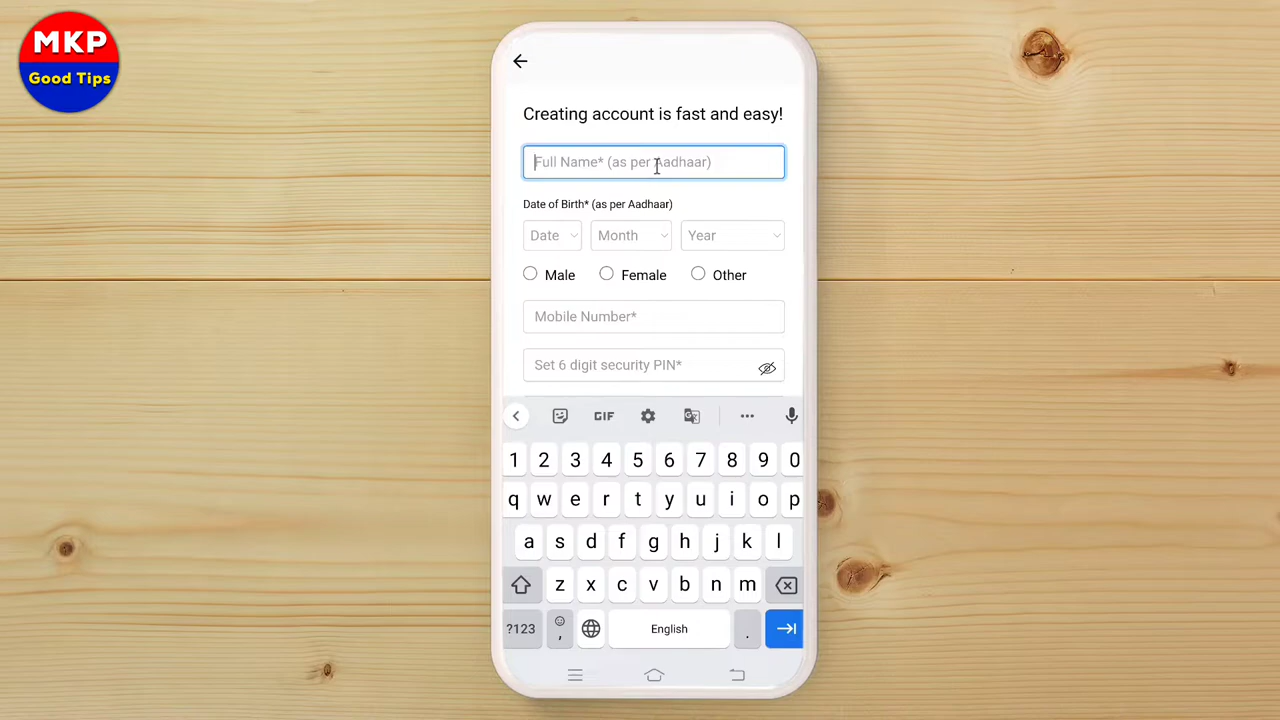 MKP
Good Tips
Creating account is fast and easy!
Full Name* (as per Aadhaar)
Date of Birth* (as per Aadhaar)
Date Month Year
Male Female Other
Mobile Number*
Set 6 digit security PIN*
GIF
1 2 3 4 5 6 7 8 9 0
q w e r t y u i o p
a s d f g h j k l
z x c v b n m
?123 , English .